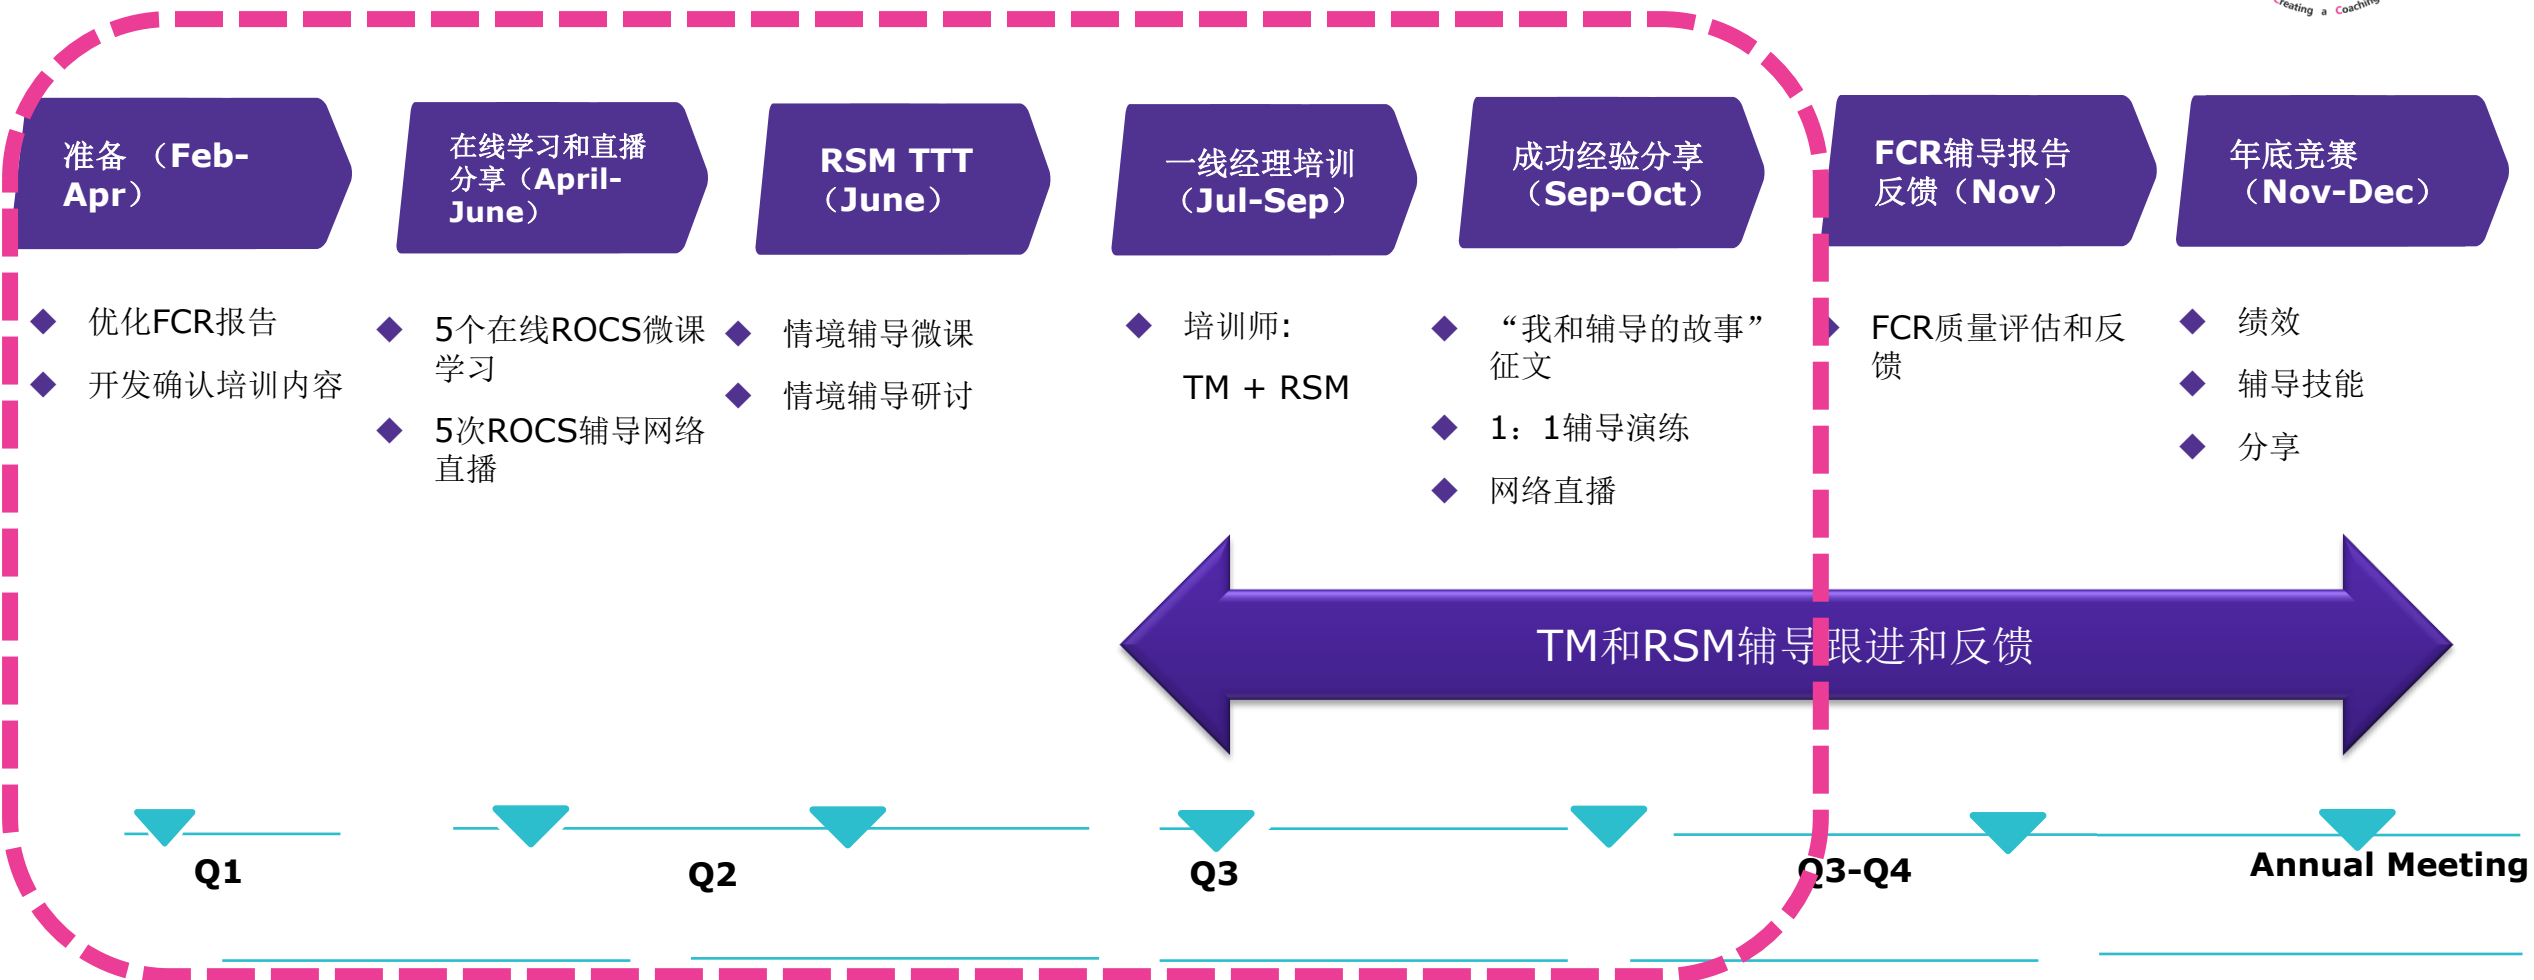 Creating a Coaching
准备 （Feb-
Apr）
在线学习和直播
分享（April-
June）
RSM TTT
（June）
一线经理培训
（Jul-Sep）
成功经验分享
（Sep-Oct）
FCR辅导报告
反馈（Nov）
年底竞赛
（Nov-Dec）
优化FCR报告
开发确认培训内容
5个在线ROCS微课
学习
5次ROCS辅导网络
直播
情境辅导微课
情境辅导研讨
培训师:
TM + RSM
“我和辅导的故事”
征文
1：1辅导演练
网络直播
FCR质量评估和反
馈
绩效
辅导技能
分享
TM和RSM辅导跟进和反馈
Q1
Q2
Q3
Q3-Q4
Annual Meeting